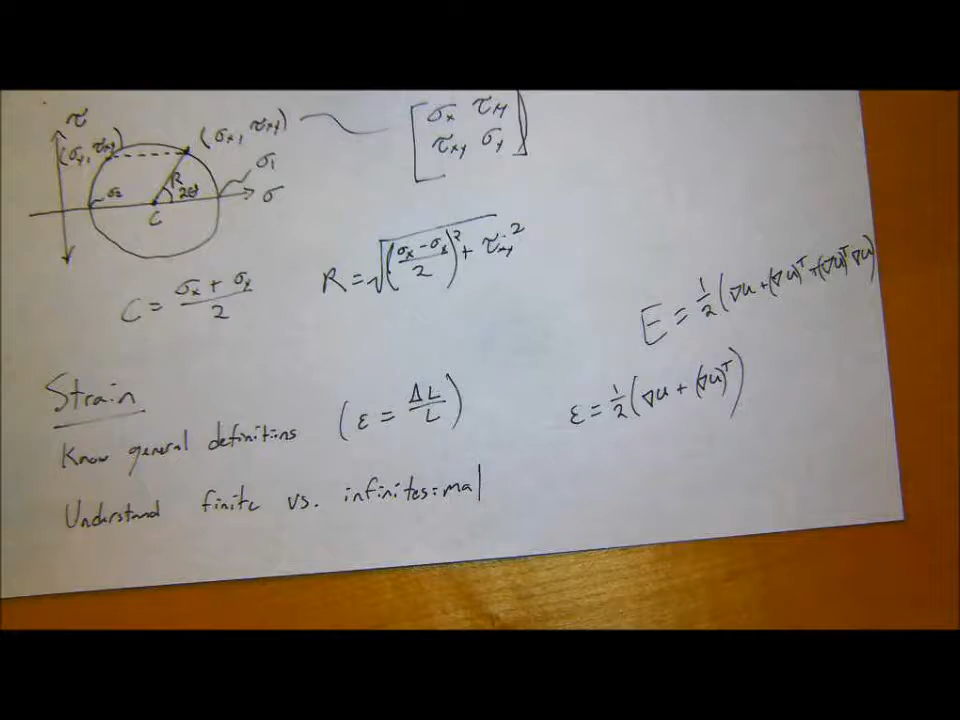 τ
(σy, τxy)
(σx, τxy)
[σx τxy
τxy σy]
σ1
σ2
R
2θ
σ
C
C = (σx + σy)/2
R = √(((σx - σy)/2)² + τxy²)
E = 1/2(∇u + (∇u)ᵀ + (∇u)ᵀ∇u)
Strain
Know general definitions (ε = ΔL/L)
ε = 1/2(∇u + (∇u)ᵀ)
Understand finite vs. infinitesimal